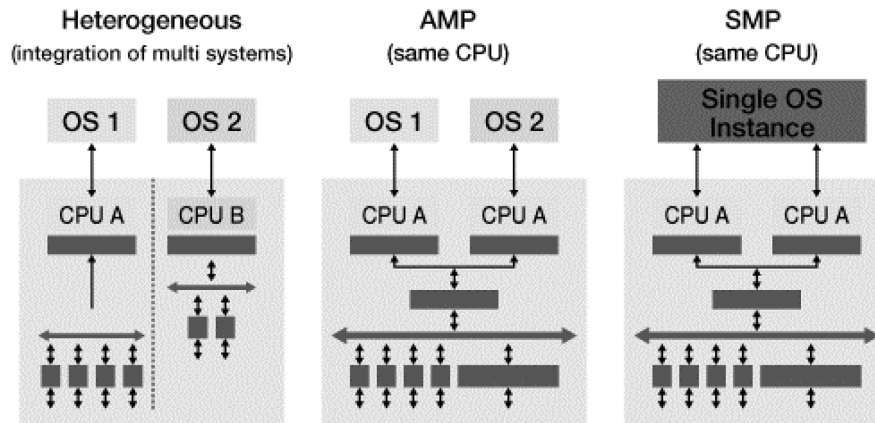 Heterogeneous
(integration of multi systems)
OS 1
OS 2
CPU A
CPU B
AMP
(same CPU)
OS 1
OS 2
CPU A
CPU A
SMP
(same CPU)
Single OS
Instance
CPU A
CPU A